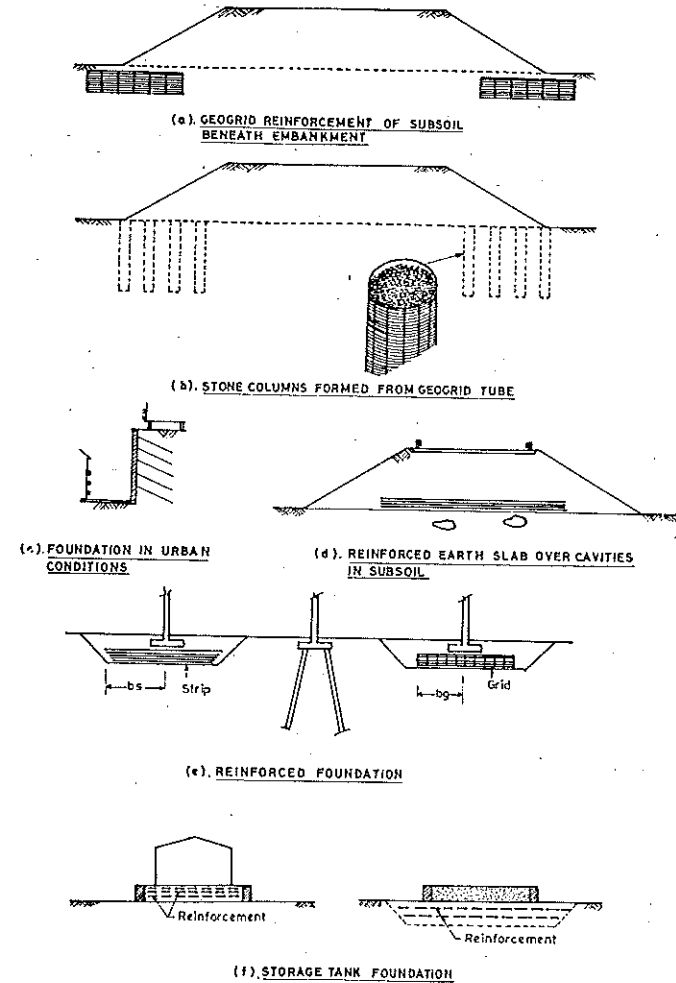 (a). GEOGRID REINFORCEMENT OF SUBSOIL
BENEATH EMBANKMENT
(b). STONE COLUMNS FORMED FROM GEOGRID TUBE
(c). FOUNDATION IN URBAN
CONDITIONS
(d). REINFORCED EARTH SLAB OVER CAVITIES
IN SUBSOIL
bs
Strip
bg
Grid
(e). REINFORCED FOUNDATION
Reinforcement
Reinforcement
(f). STORAGE TANK FOUNDATION